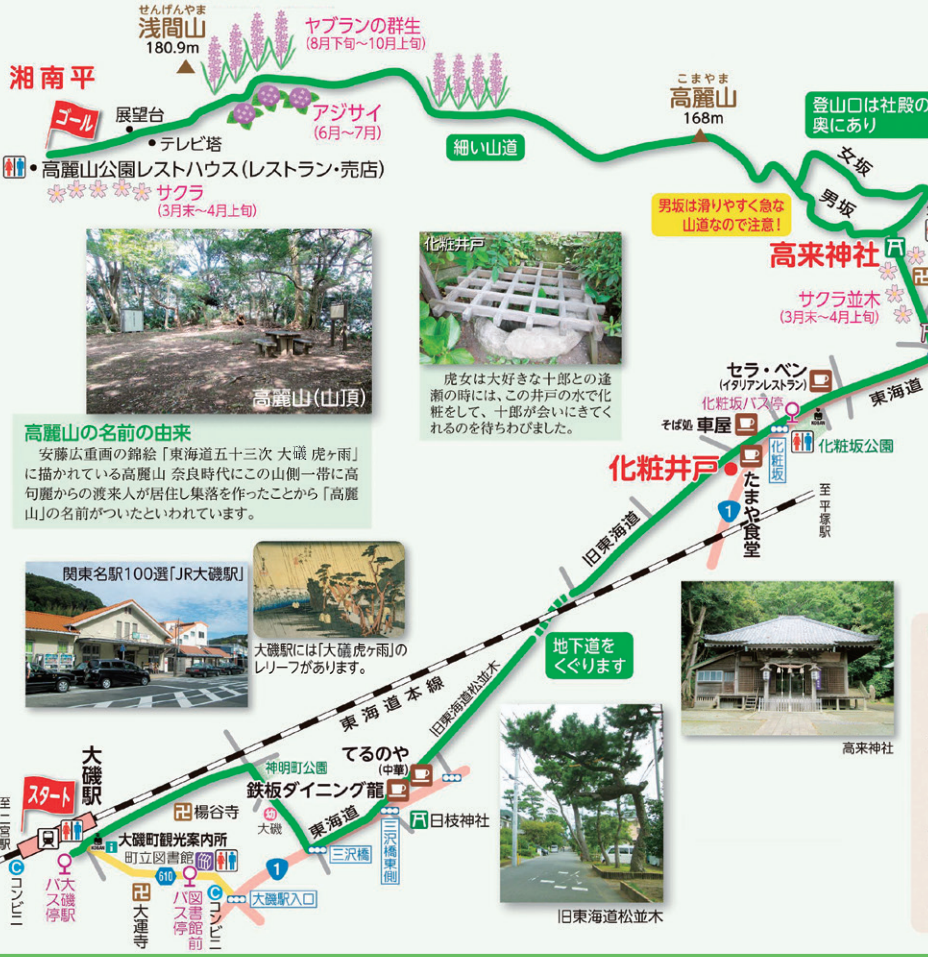 せんげんやま
浅間山
180.9m
ヤブランの群生
(8月下旬～10月上旬)
湘南平
ゴール
展望台
テレビ塔
アジサイ
(6月～7月)
高麗山公園レストハウス(レストラン・売店)
サクラ
(3月末～4月上旬)
細い山道
こまやま
高麗山
168m
登山口は社殿の
奥にあり
女坂
男坂
男坂は滑りやすく急な
山道なので注意!
高来神社
サクラ並木
(3月末～4月上旬)
高麗山(山頂)
高麗山の名前の由来
安藤広重画の錦絵「東海道五十三次 大礒 虎ヶ雨」
に描かれている高麗山 奈良時代にこの山側一帯に高
句麗からの渡来人が居住し集落を作ったことから「高麗
山」の名前がついたといわれています。
化粧井戸
虎女は大好きな十郎との逢
瀬の時には、この井戸の水で化
粧をして、十郎が会いにきてく
れるのを待ちわびました。
セラ・ベン
(イタリアンレストラン)
東海道
化粧坂バス停
そば処 車屋
化粧坂
化粧坂公園
化粧井戸
たまや食堂
1
至 平塚駅
旧東海道
関東名駅100選「JR大磯駅」
大磯駅には「大礒虎ヶ雨」の
レリーフがあります。
地下道を
くぐります
東海道本線
旧東海道松並木
高来神社
旧東海道松並木
神明町公園
てるのや
(中華)
鉄板ダイニング龍
幼
大磯
東海道
三沢橋
三沢橋東側
日枝神社
スタート
大磯駅
至 二宮駅
コンビニ
大磯駅
バス停
楊谷寺
大磯町観光案内所
町立図書館
610
大運寺
図書館前
バス停
コンビニ
1
大磯駅入口